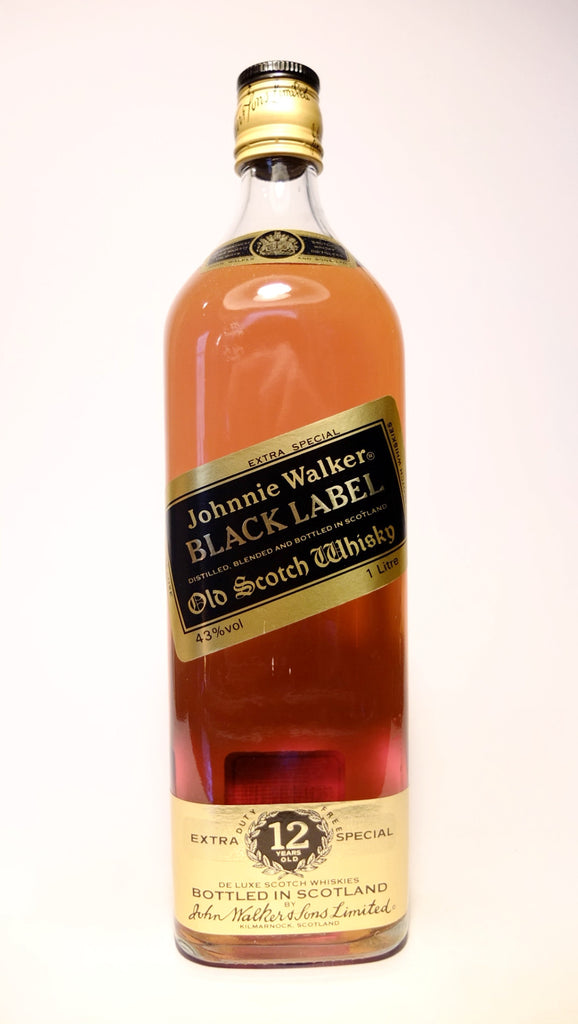 & Sons Limited
EXTRA SPECIAL
Johnnie Walker®
BLACK LABEL
DISTILLED, BLENDED AND BOTTLED IN SCOTLAND
Old Scotch Whisky
43%vol
1 Litre
DUTY FREE
EXTRA 12 SPECIAL
YEARS
OLD
DE LUXE SCOTCH WHISKIES
BOTTLED IN SCOTLAND
BY
John Walker & Sons Limited
KILMARNOCK, SCOTLAND